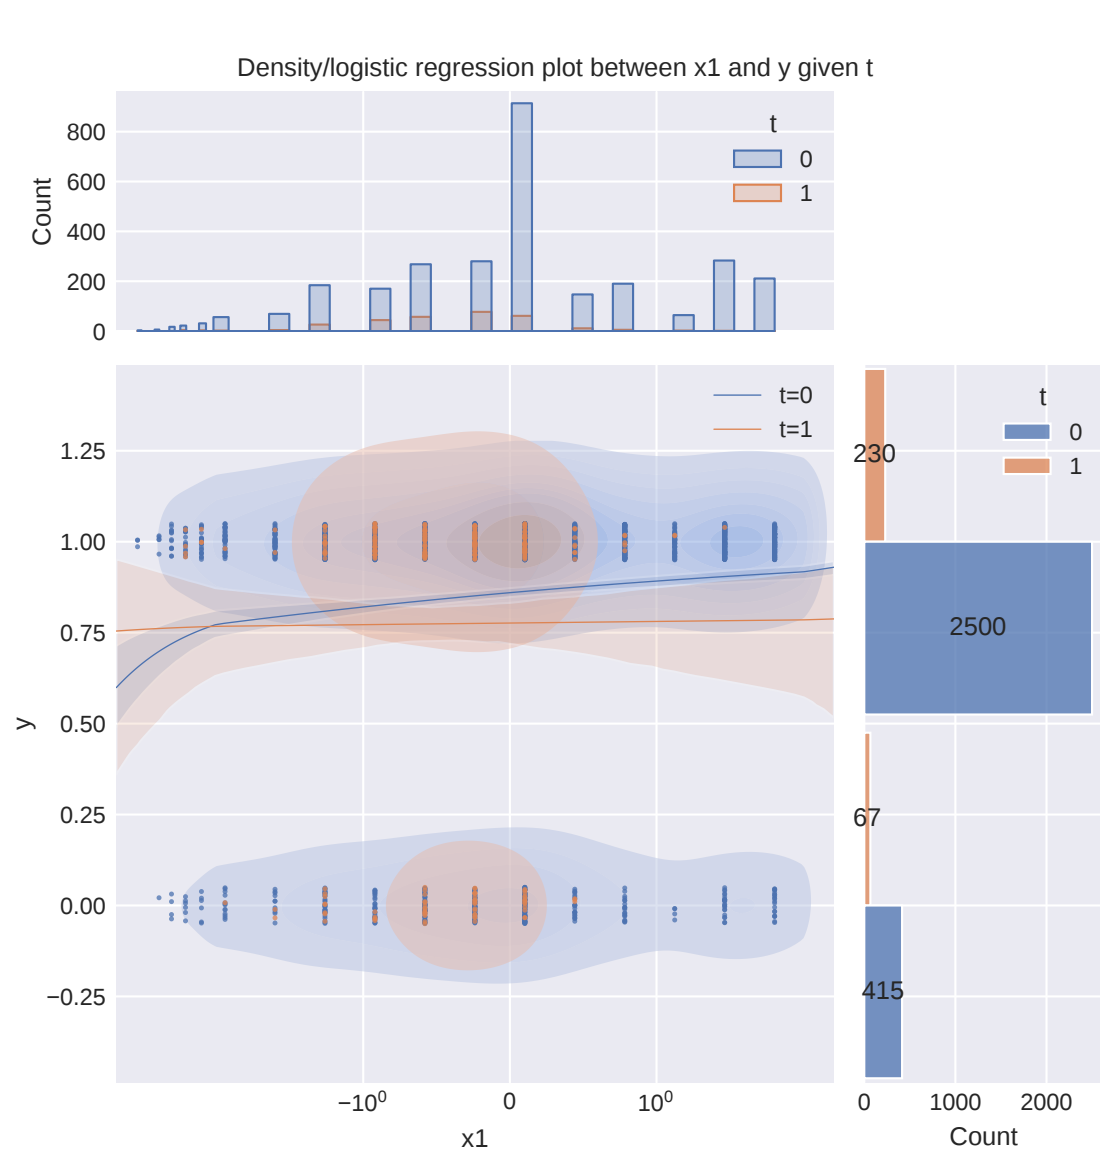 Density/logistic regression plot between x1 and y given t
800
600
400
200
0
Count
t
0
1
t=0
t=1
1.25
1.00
0.75
0.50
0.25
0.00
−0.25
y
−10⁰
0
10⁰
x1
t
0
1
230
2500
67
415
0
1000
2000
Count